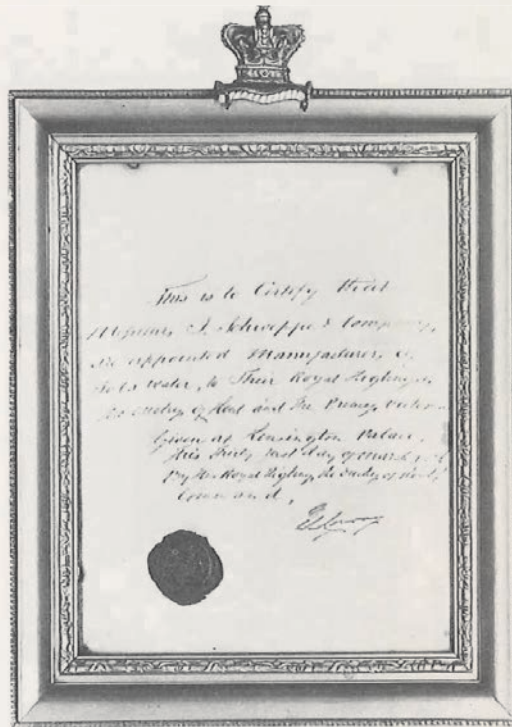 This is to Certify that
Messieurs J. Schweppe & Company,
are appointed Manufacturers of
Soda water, to Their Royal Highnesses
the Duchess of Kent and the Princess Victoria
Given at Kensington Palace,
this thirty first day of March
By Her Royal Highness the Duchess of Kent's
Command,